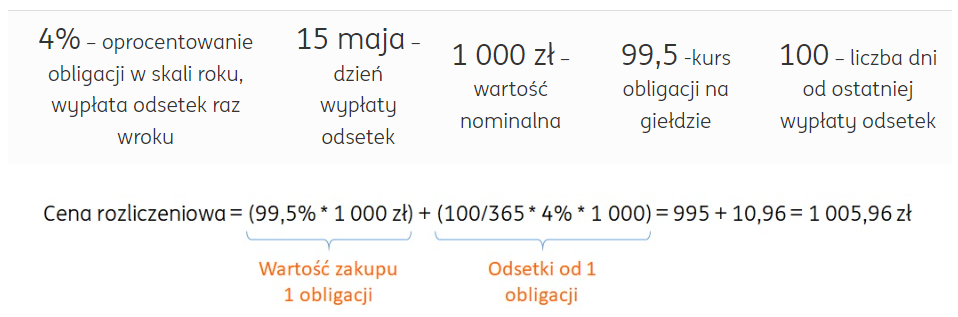 4% – oprocentowanie
obligacji w skali roku,
wypłata odsetek raz
wroku
15 maja –
dzień
wypłaty
odsetek
1 000 zł –
wartość
nominalna
99,5 -kurs
obligacji na
giełdzie
100 – liczba dni
od ostatniej
wypłaty odsetek
Cena rozliczeniowa = (99,5% * 1 000 zł) + (100/365 * 4% * 1 000) = 995 + 10,96 = 1 005,96 zł
Wartość zakupu
1 obligacji
Odsetki od 1
obligacji